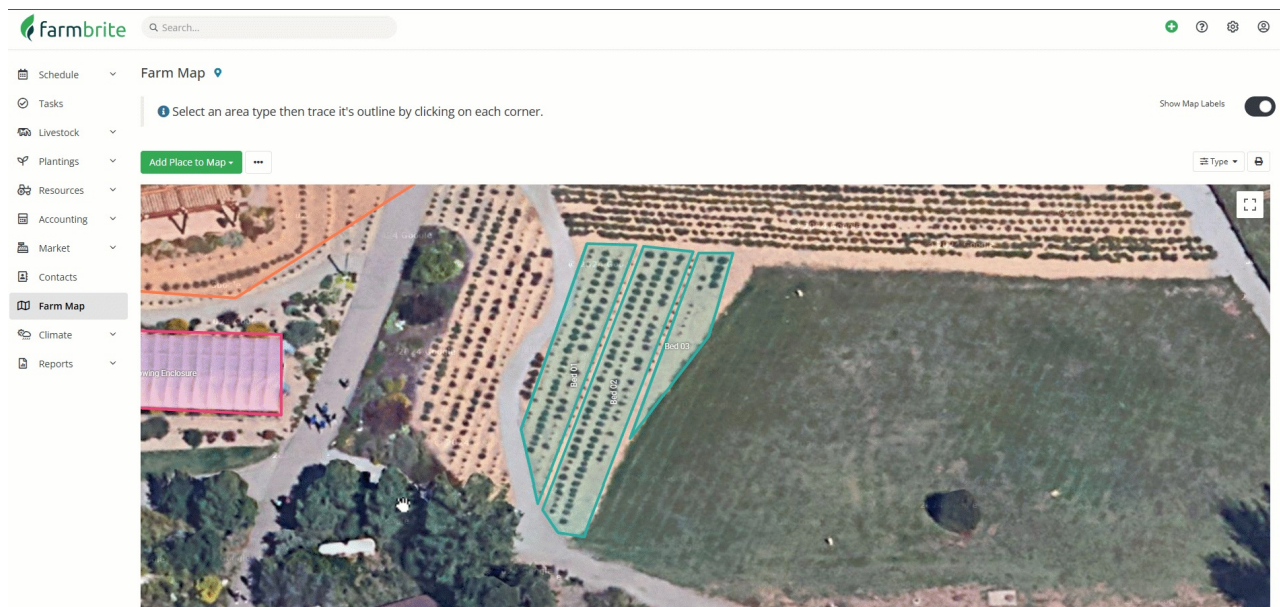 farmbrite
Search...
Schedule
Tasks
Livestock
Plantings
Resources
Accounting
Market
Contacts
Farm Map
Climate
Reports
Farm Map
Select an area type then trace it's outline by clicking on each corner.
Show Map Labels
Add Place to Map
Type
wing Enclosure
Bed 01
Bed 02
Bed 03